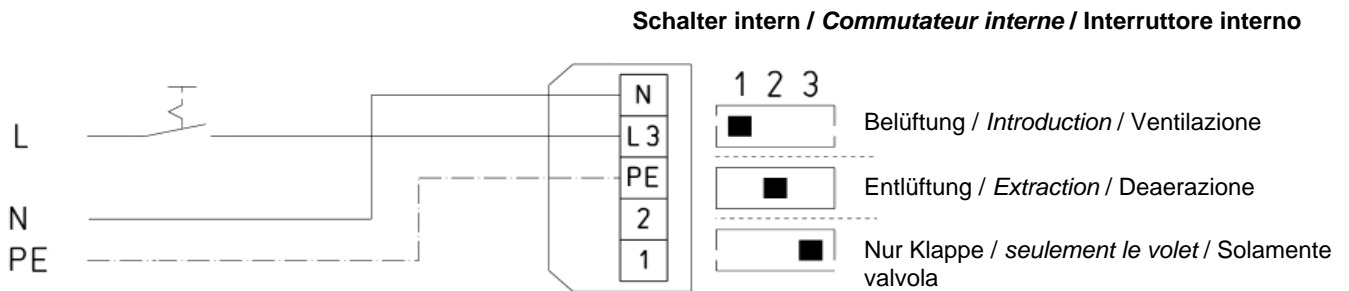 Schalter intern / Commutateur interne / Interruttore interno
L
N
PE
N
L3
PE
2
1
1 2 3
Belüftung / Introduction / Ventilazione
Entlüftung / Extraction / Deaerazione
Nur Klappe / seulement le volet / Solamente
valvola